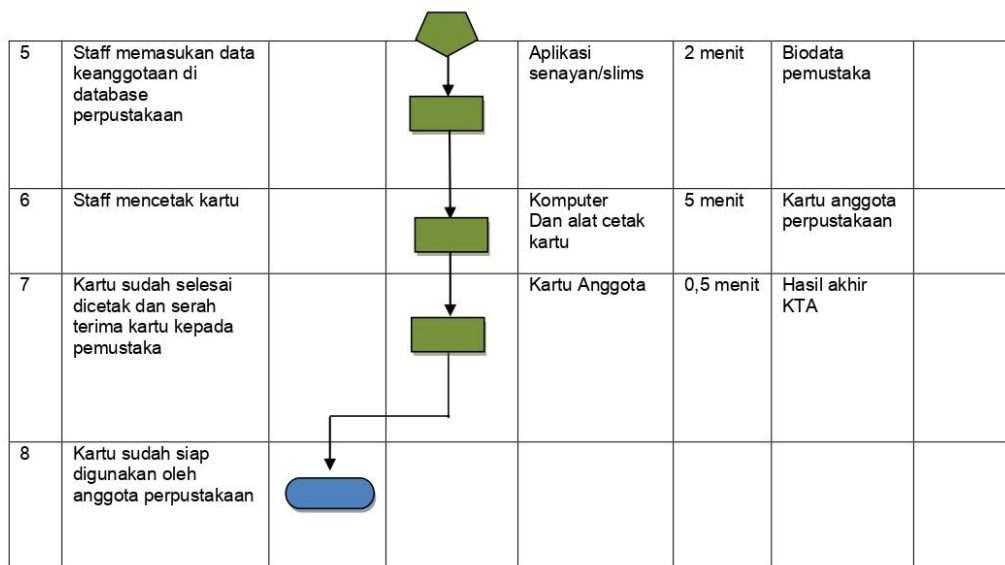 5
Staff memasukan data
keanggotaan di
database
perpustakaan
Aplikasi
senayan/slims
2 menit
Biodata
pemustaka
6
Staff mencetak kartu
Komputer
Dan alat cetak
kartu
5 menit
Kartu anggota
perpustakaan
7
Kartu sudah selesai
dicetak dan serah
terima kartu kepada
pemustaka
Kartu Anggota
0,5 menit
Hasil akhir
KTA
8
Kartu sudah siap
digunakan oleh
anggota perpustakaan